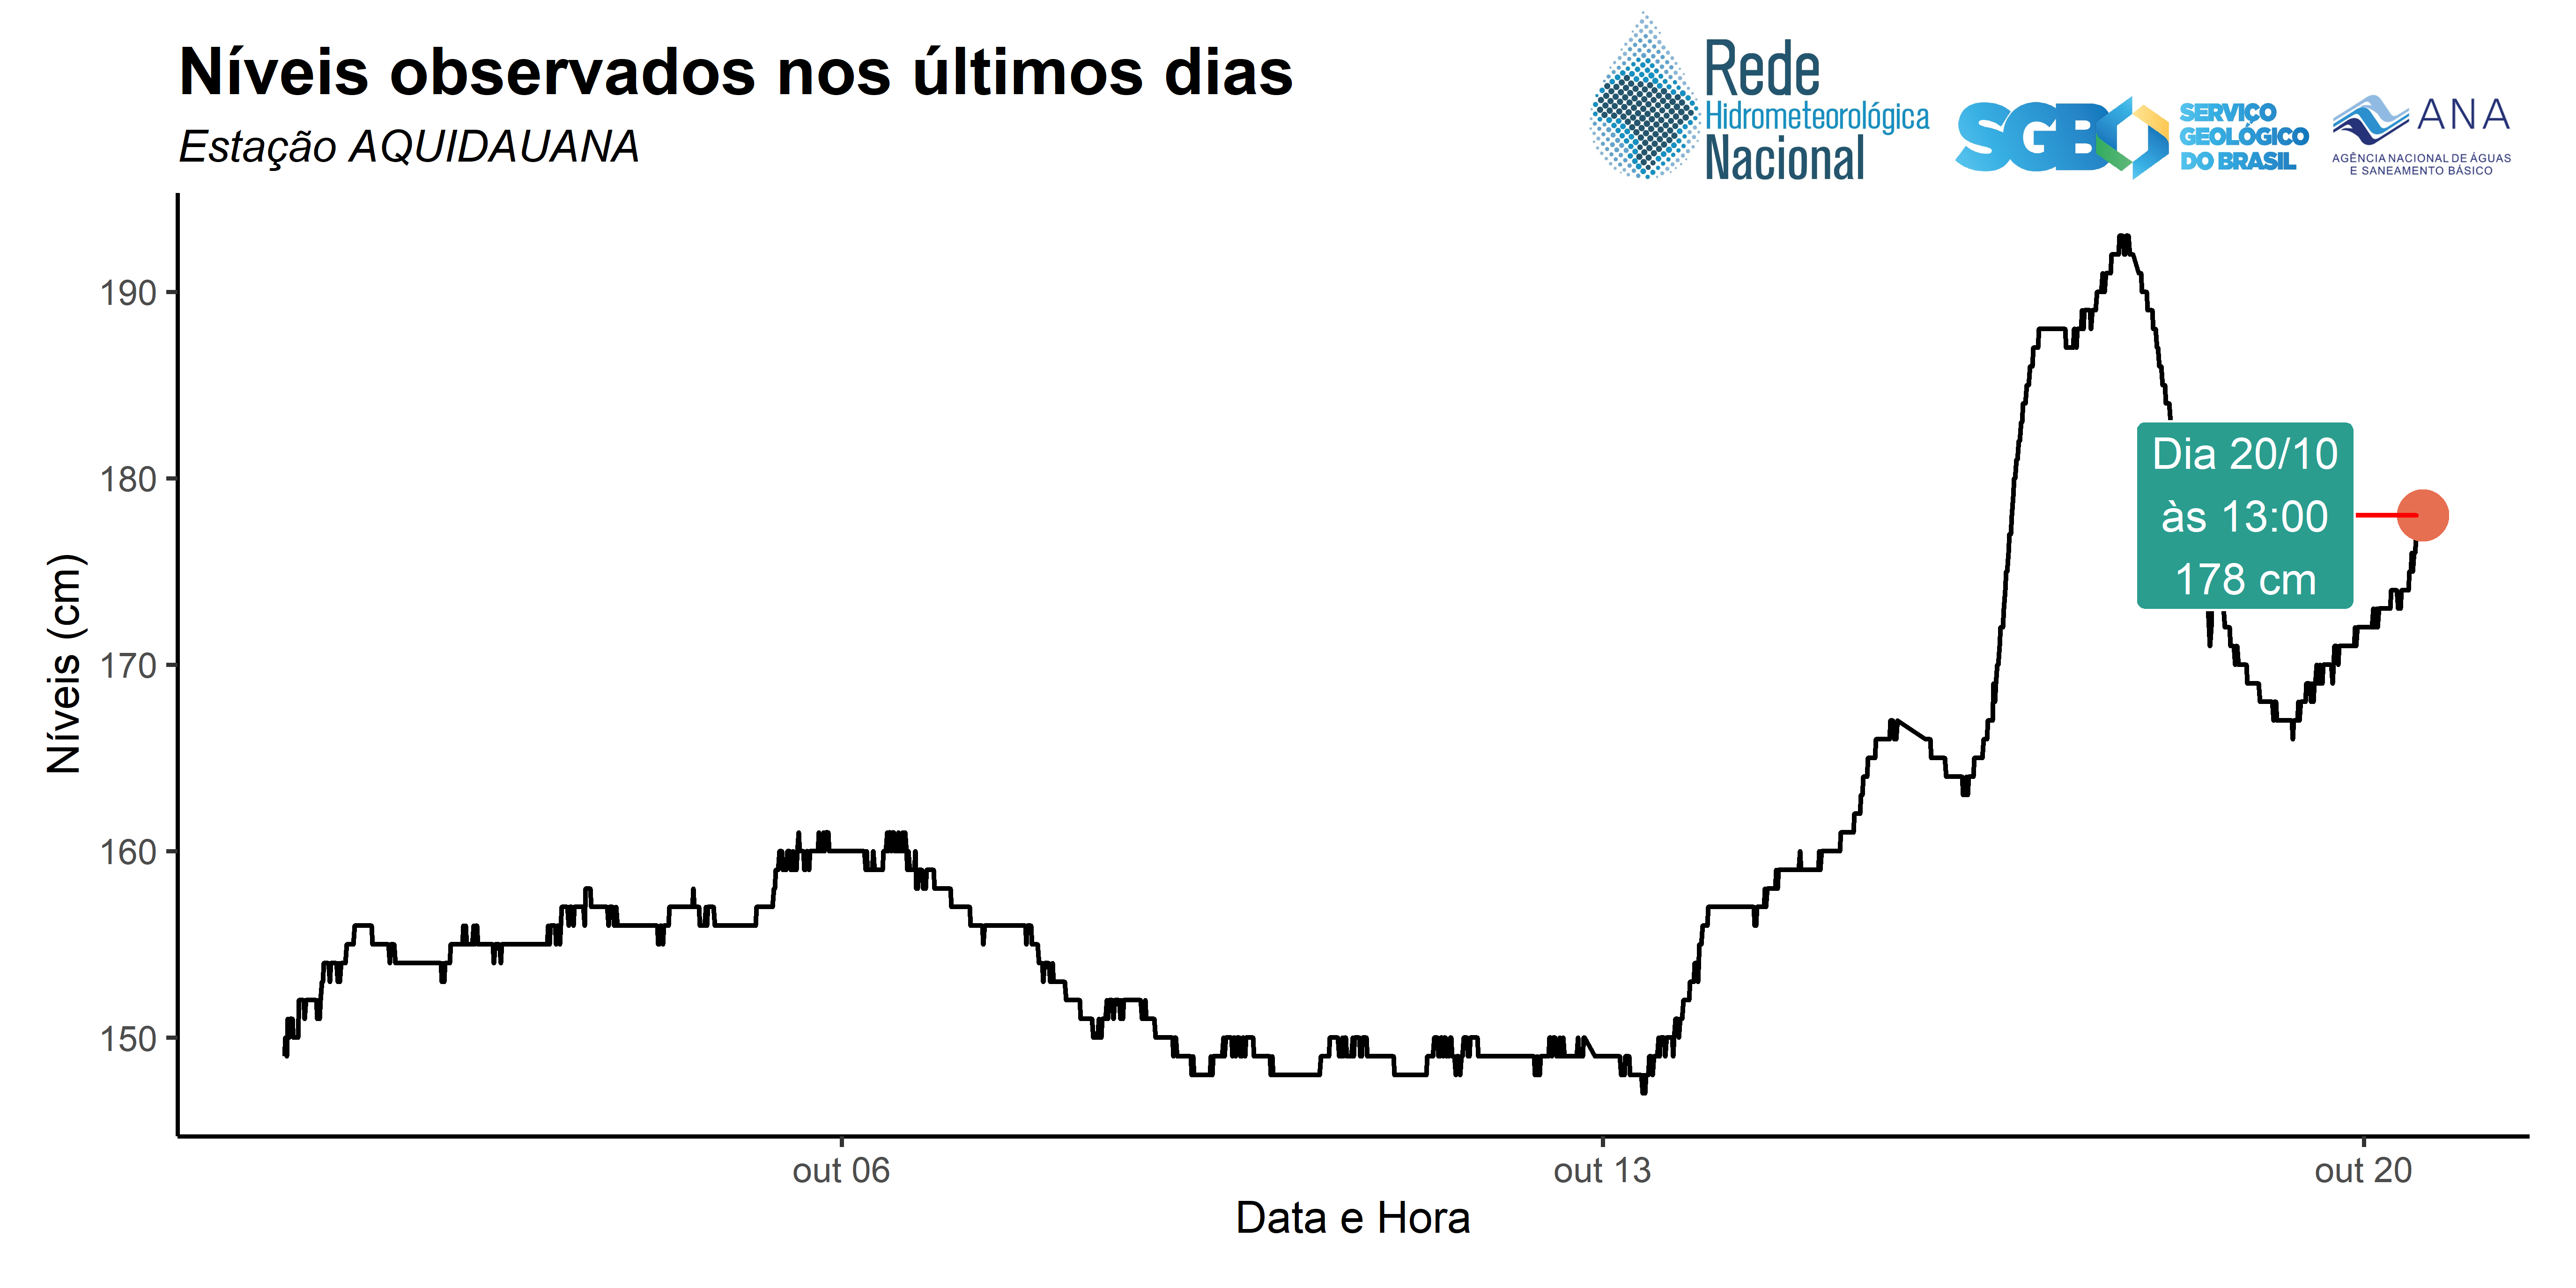 Níveis observados nos últimos dias
Estação AQUIDAUANA
Rede
Hidrometeorológica
Nacional
SGB
SERVIÇO
GEOLÓGICO
DO BRASIL
ANA
AGÊNCIA NACIONAL DE ÁGUAS
E SANEAMENTO BÁSICO
190
180
170
160
150
Níveis (cm)
Dia 20/10
às 13:00
178 cm
out 06
out 13
out 20
Data e Hora